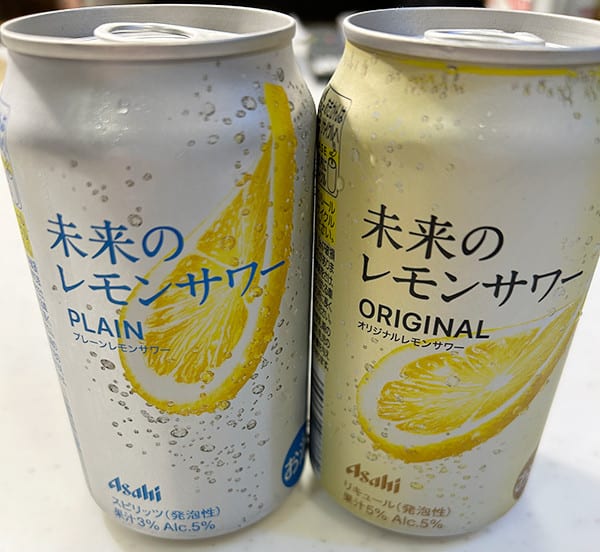 未来の
レモンサワー
PLAIN
プレーンレモンサワー
Asahi
スピリッツ(発泡性)
果汁3% Alc.5%
お
未来の
レモンサワー
ORIGINAL
オリジナルレモンサワー
Asahi
リキュール(発泡性)
果汁5% Alc.5%